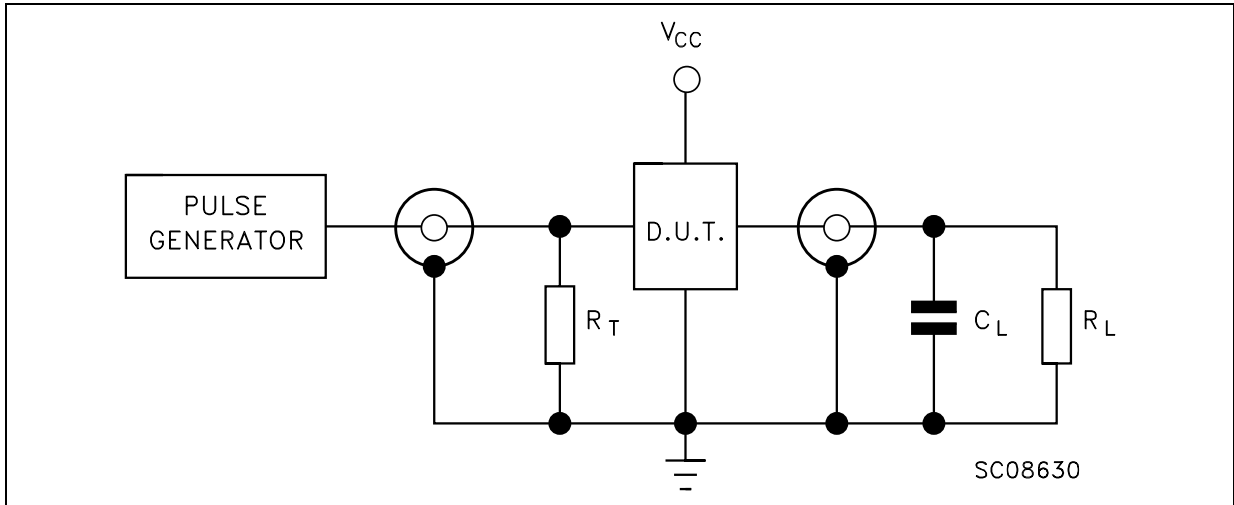 VCC
PULSE
GENERATOR
D.U.T.
RT
CL
RL
SC08630